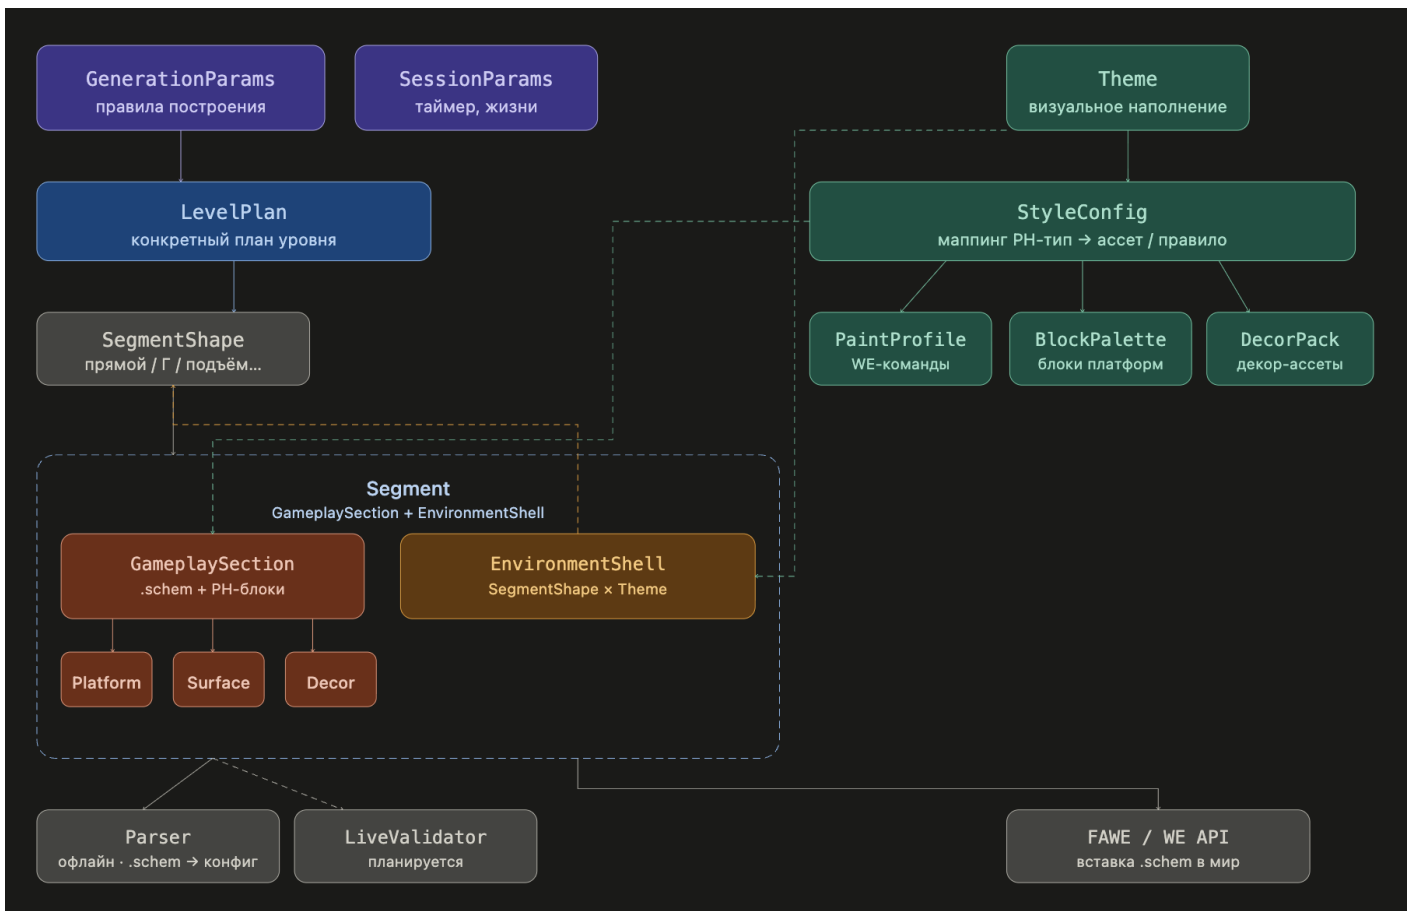 GenerationParams
правила построения
SessionParams
таймер, жизни
Theme
визуальное наполнение
LevelPlan
конкретный план уровня
StyleConfig
маппинг PH-тип → ассет / правило
SegmentShape
прямой / Г / подъём...
PaintProfile
WE-команды
BlockPalette
блоки платформ
DecorPack
декор-ассеты
Segment
GameplaySection + EnvironmentShell
GameplaySection
.schem + PH-блоки
EnvironmentShell
SegmentShape × Theme
Platform
Surface
Decor
Parser
офлайн · .schem → конфиг
LiveValidator
планируется
FAWE / WE API
вставка .schem в мир